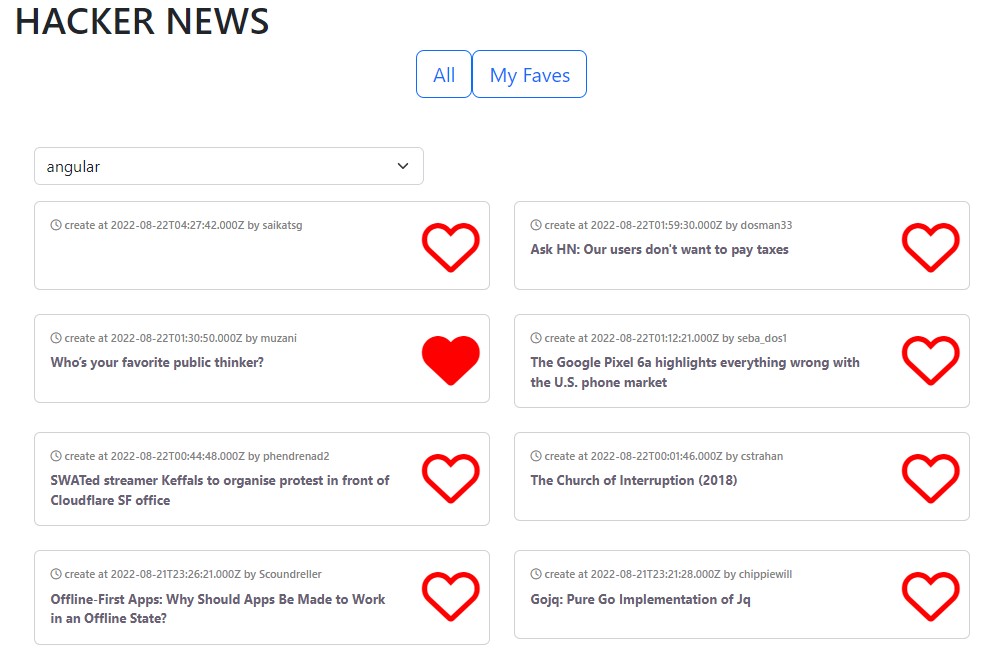 HACKER NEWS
All
My Faves
angular
create at 2022-08-22T04:27:42.000Z by saikatsg
create at 2022-08-22T01:59:30.000Z by dosman33
Ask HN: Our users don't want to pay taxes
create at 2022-08-22T01:30:50.000Z by muzani
Who's your favorite public thinker?
create at 2022-08-22T01:12:21.000Z by seba_dos1
The Google Pixel 6a highlights everything wrong with
the U.S. phone market
create at 2022-08-22T00:44:48.000Z by phendrenad2
SWATed streamer Keffals to organise protest in front of
Cloudflare SF office
create at 2022-08-22T00:01:46.000Z by cstrahan
The Church of Interruption (2018)
create at 2022-08-21T23:26:21.000Z by Scoundreller
Offline-First Apps: Why Should Apps Be Made to Work
in an Offline State?
create at 2022-08-21T23:21:28.000Z by chippiewill
Gojq: Pure Go Implementation of Jq